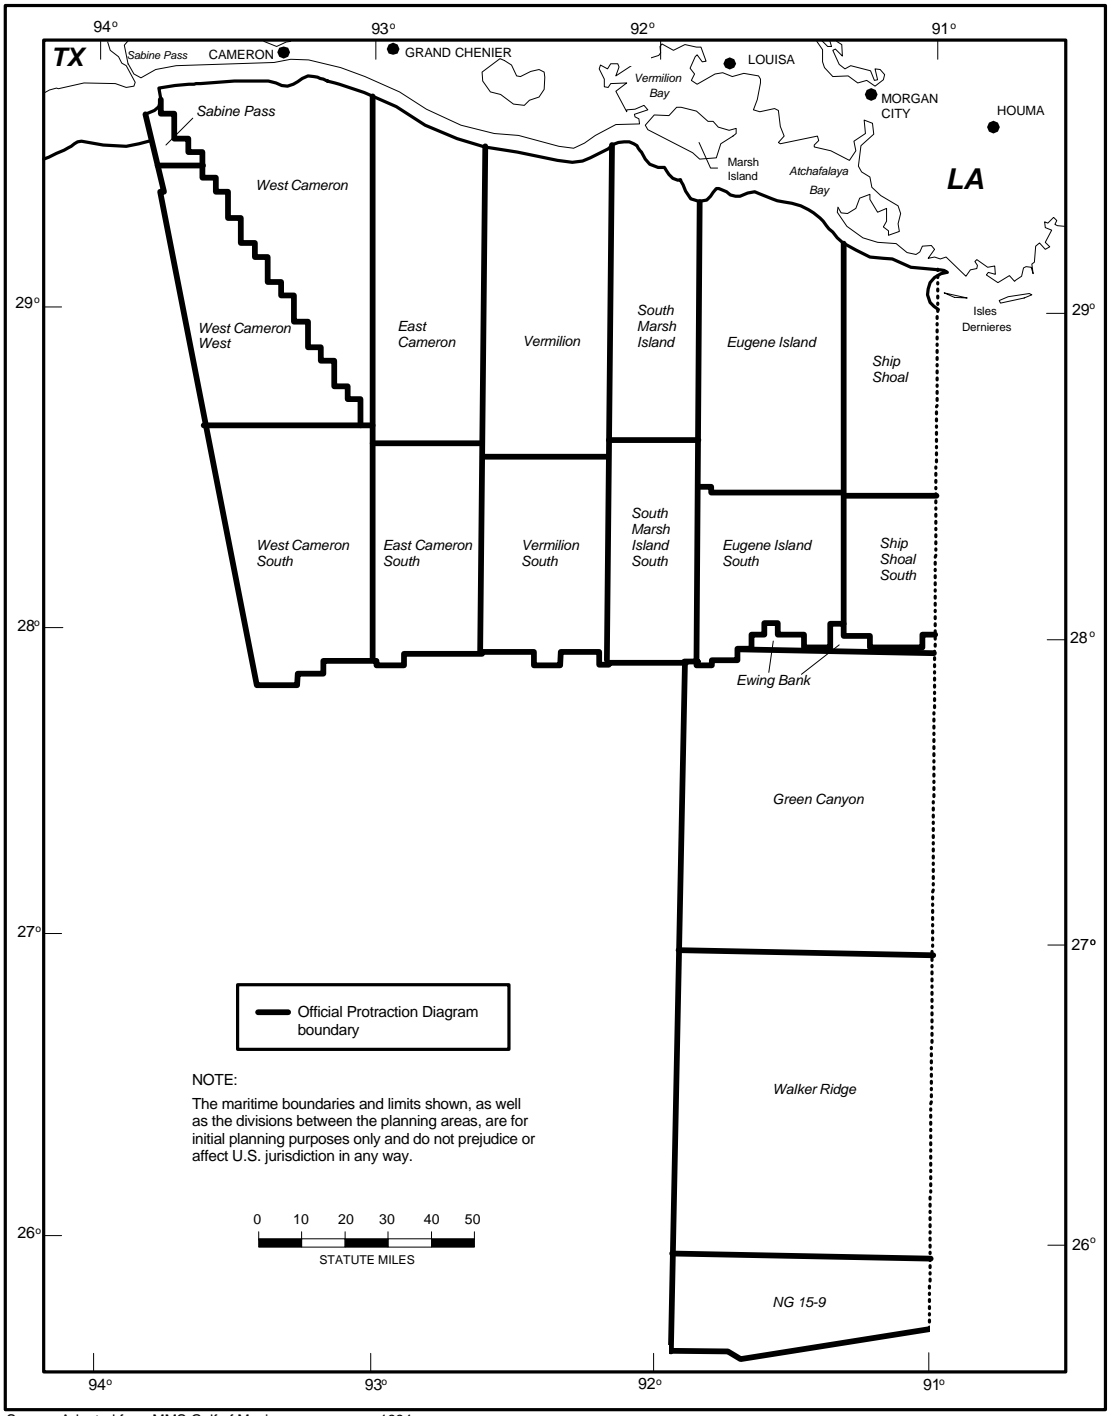 94° 93° 92° 91°
TX
Sabine Pass
CAMERON
GRAND CHENIER
LOUISA
Vermilion
Bay
MORGAN
CITY
HOUMA
Sabine Pass
Marsh
Island
Atchafalaya
Bay
LA
West Cameron
29°
29°
Isles
Dernieres
West Cameron
West
East
Cameron
Vermilion
South
Marsh
Island
Eugene Island
Ship
Shoal
West Cameron
South
East Cameron
South
Vermilion
South
South
Marsh
Island
South
Eugene Island
South
Ship
Shoal
South
28°
28°
Ewing Bank
Green Canyon
27°
27°
Official Protraction Diagram
boundary
NOTE:
The maritime boundaries and limits shown, as well
as the divisions between the planning areas, are for
initial planning purposes only and do not prejudice or
affect U.S. jurisdiction in any way.
Walker Ridge
0 10 20 30 40 50
STATUTE MILES
26°
26°
NG 15-9
94° 93° 92° 91°